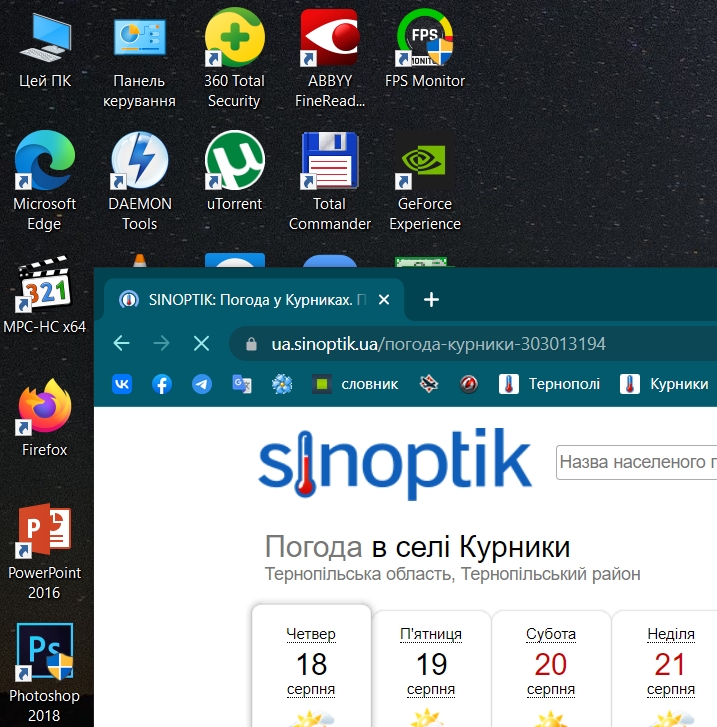 Цей ПК
Панель
керування
360 Total
Security
ABBYY
FineRead...
FPS
MONIT
FPS Monitor
Microsoft
Edge
DAEMON
Tools
µ
uTorrent
Total
Commander
GeForce
Experience
321
MPC-HC x64
Firefox
P
PowerPoint
2016
Ps
Photoshop
2018
SINOPTIK: Погода у Курниках. П
ua.sinoptik.ua/погода-курники-303013194
словник
Тернополі
Курники
sinoptik
Назва населеного п
Погода в селі Курники
Тернопільська область, Тернопільський район
Четвер
18
серпня
П'ятниця
19
серпня
Субота
20
серпня
Неділя
21
серпня